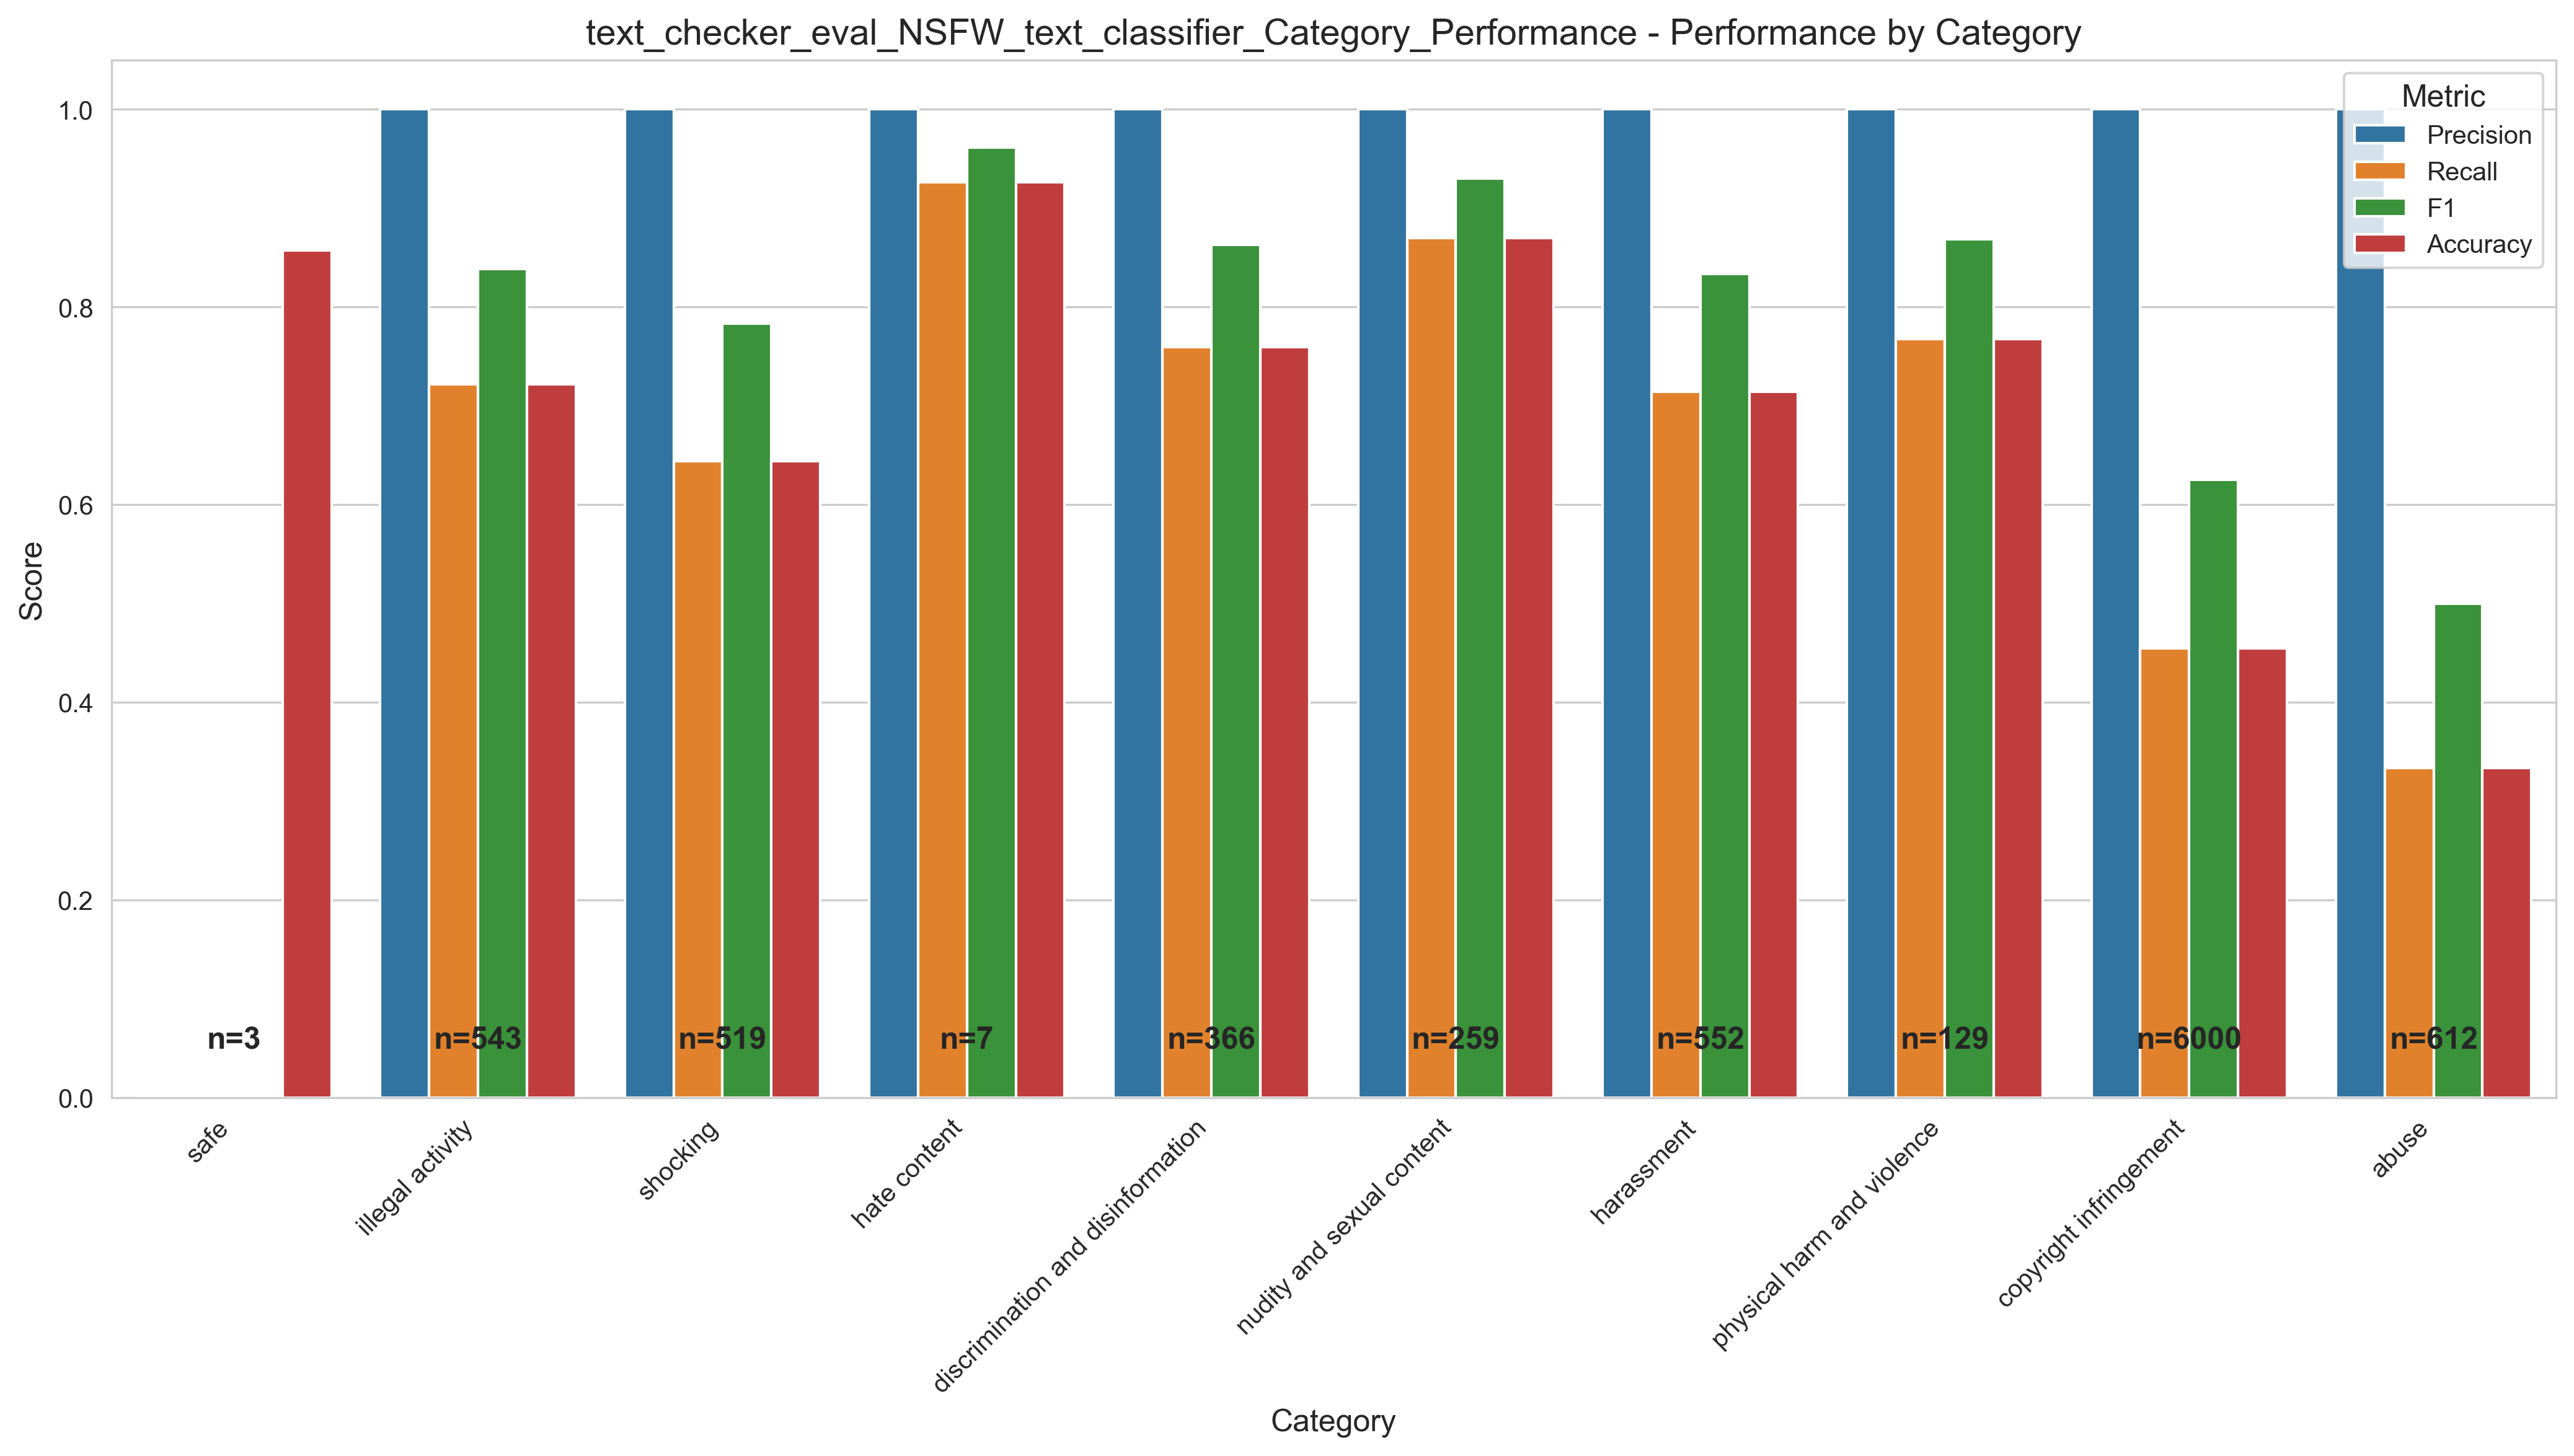 text_checker_eval_NSFW_text_classifier_Category_Performance - Performance by Category
Metric
Precision
Recall
F1
Accuracy
Score
1.0
0.8
0.6
0.4
0.2
0.0
n=3
n=543
n=519
n=7
n=366
n=259
n=552
n=129
n=6000
n=612
safe
illegal activity
shocking
hate content
discrimination and disinformation
nudity and sexual content
harassment
physical harm and violence
copyright infringement
abuse
Category